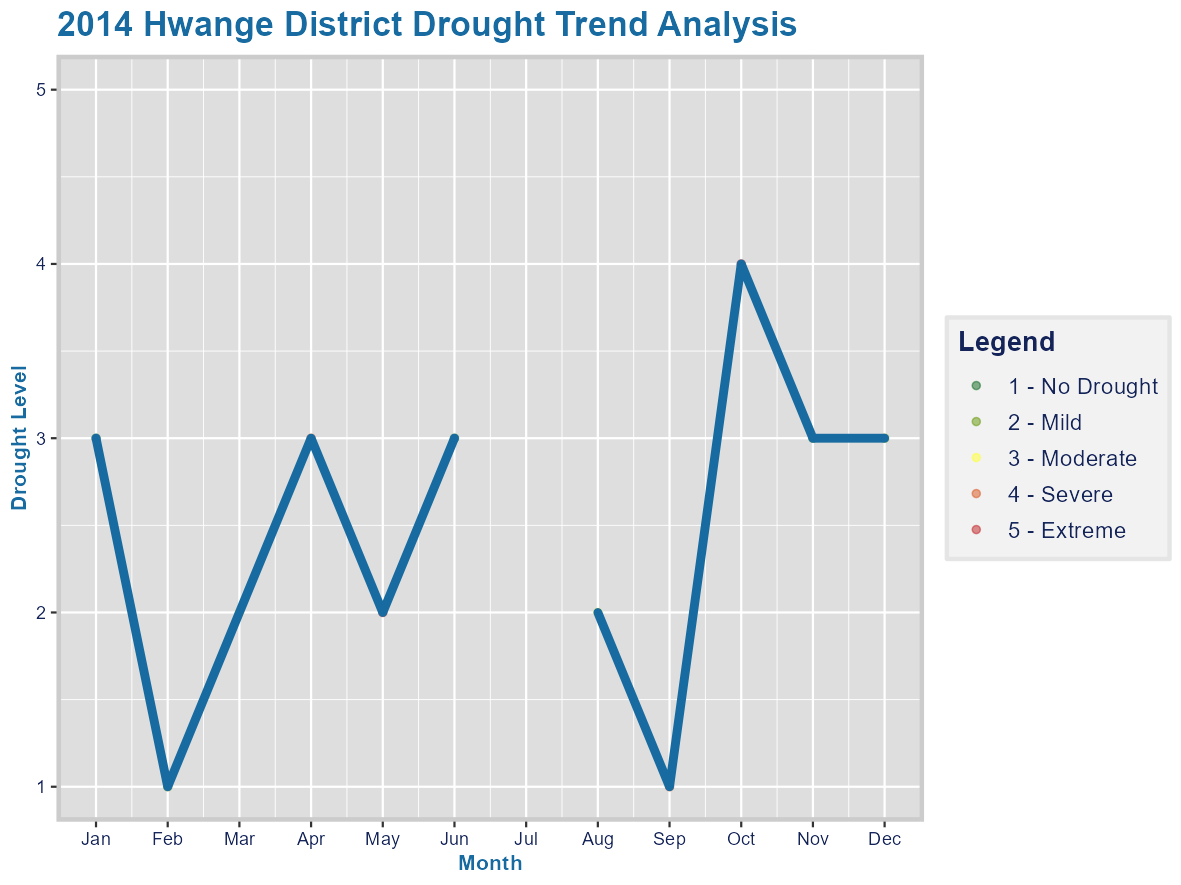 2014 Hwange District Drought Trend Analysis
Drought Level
5
4
3
2
1
Jan Feb Mar Apr May Jun Jul Aug Sep Oct Nov Dec
Month
Legend
1 - No Drought
2 - Mild
3 - Moderate
4 - Severe
5 - Extreme